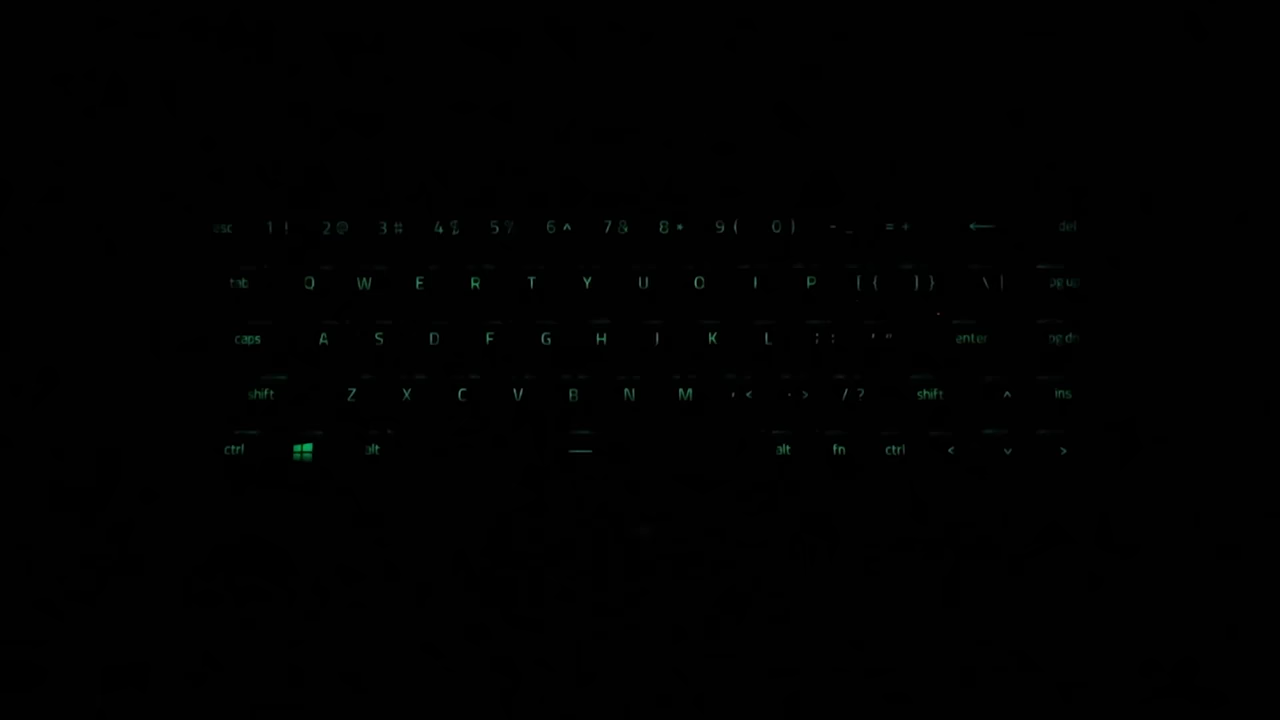 esc 1 ! 2 @ 3 # 4 $ 5 % 6 ^ 7 & 8 * 9 ( 0 ) - _ = + ← del
tab Q W E R T Y U O I P [ { ] } \ | pg up
caps A S D F G H J K L ; : ' " enter pg dn
shift Z X C V B N M , < . > / ? shift ^ ins
ctrl alt — alt fn ctrl < v >